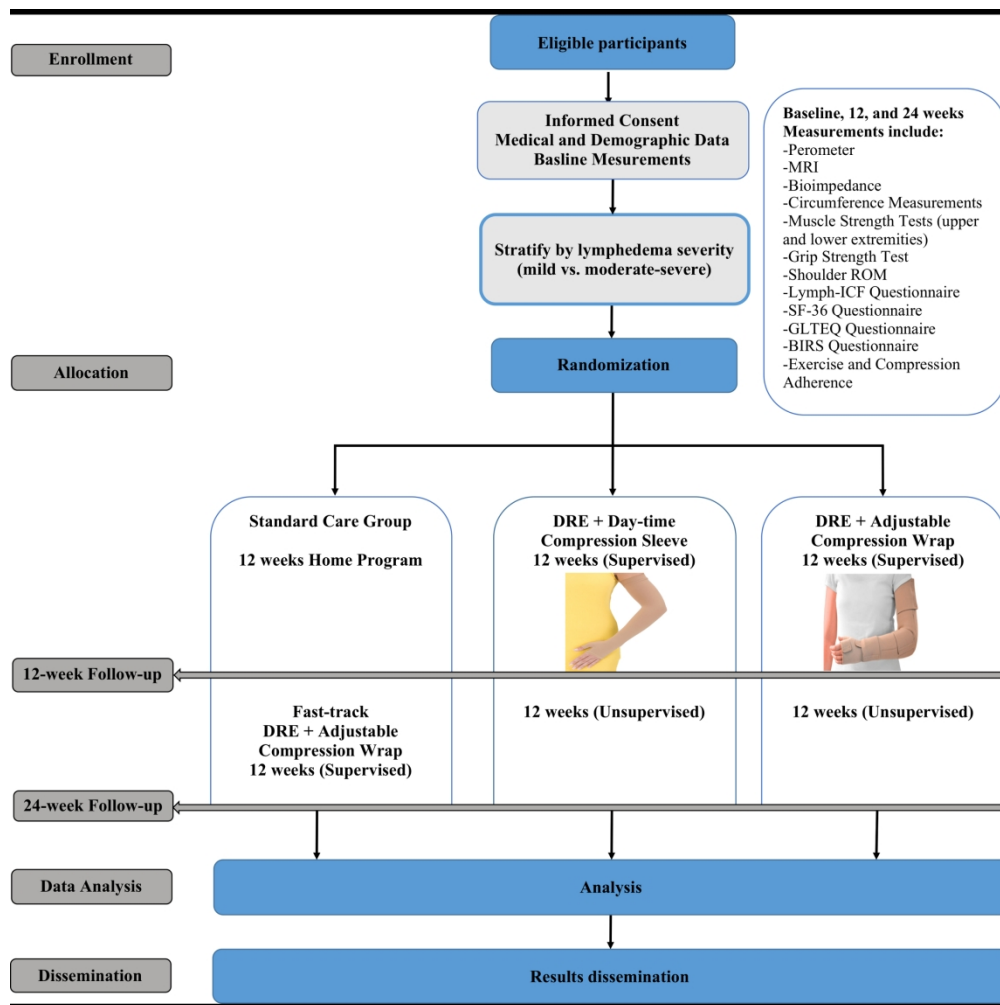 Enrollment
Eligible participants
Informed Consent
Medical and Demographic Data
Basline Mesurements
Stratify by lymphedema severity
(mild vs. moderate-severe)
Baseline, 12, and 24 weeks
Measurements include:
-Perometer
-MRI
-Bioimpedance
-Circumference Measurements
-Muscle Strength Tests (upper
and lower extremities)
-Grip Strength Test
-Shoulder ROM
-Lymph-ICF Questionnaire
-SF-36 Questionnaire
-GLTEQ Questionnaire
-BIRS Questionnaire
-Exercise and Compression
Adherence
Allocation
Randomization
Standard Care Group
12 weeks Home Program
DRE + Day-time
Compression Sleeve
12 weeks (Supervised)
DRE + Adjustable
Compression Wrap
12 weeks (Supervised)
12-week Follow-up
Fast-track
DRE + Adjustable
Compression Wrap
12 weeks (Supervised)
12 weeks (Unsupervised)
12 weeks (Unsupervised)
24-week Follow-up
Data Analysis
Analysis
Dissemination
Results dissemination